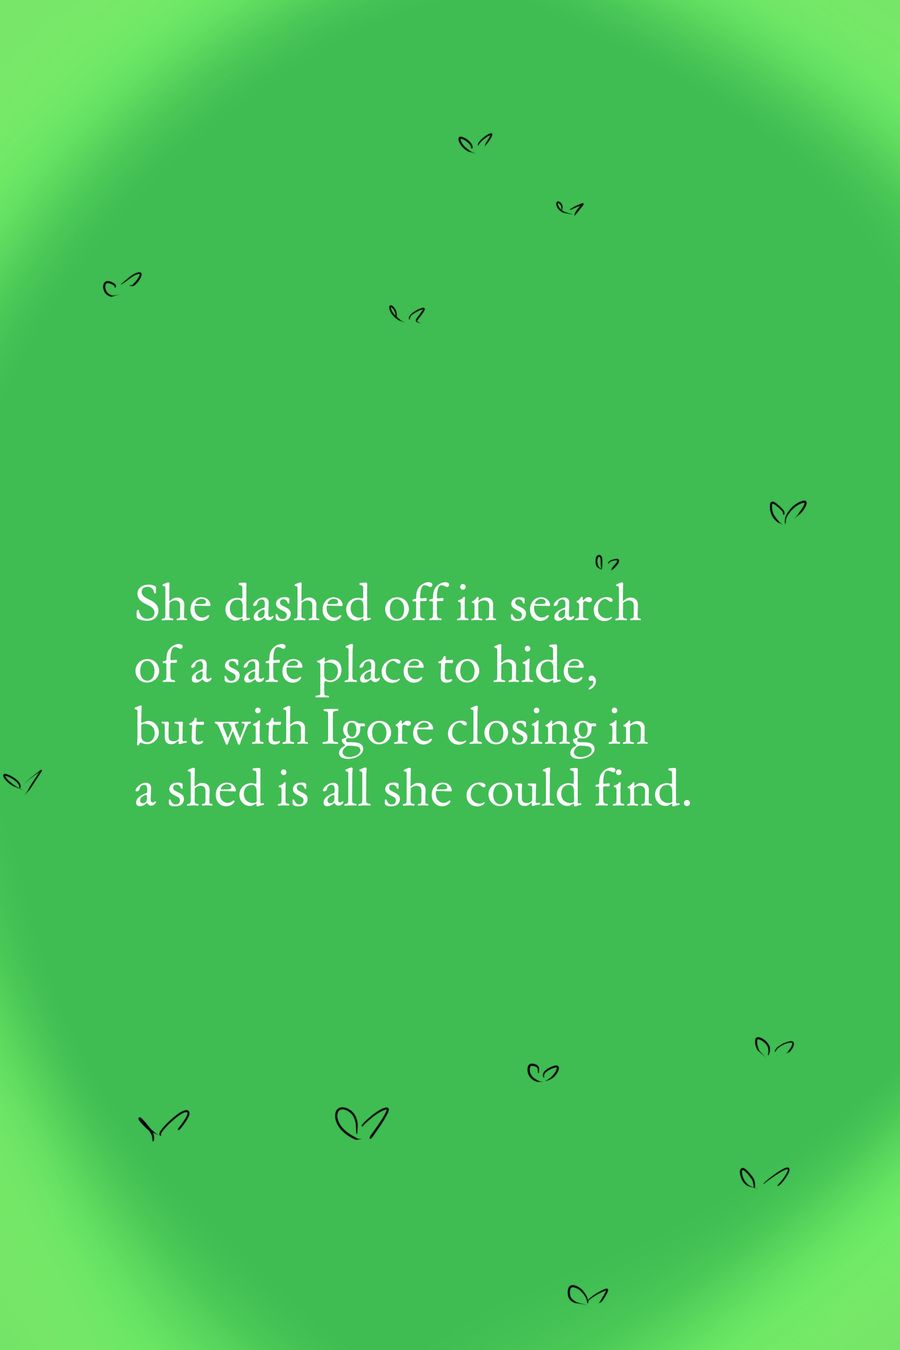 She dashed off in search
of a safe place to hide,
but with Igore closing in
a shed is all she could find.